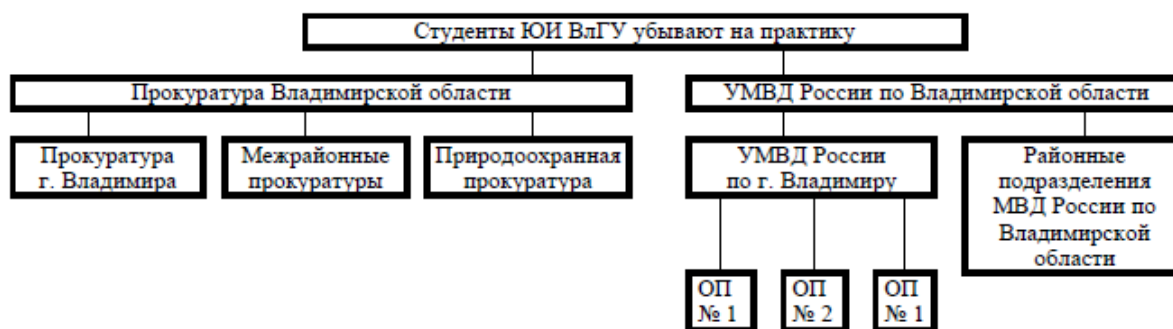 Студенты ЮИ ВлГУ убывают на практику
Прокуратура Владимирской области
УМВД России по Владимирской области
Прокуратура
г. Владимира
Межрайонные
прокуратуры
Природоохранная
прокуратура
УМВД России
по г. Владимиру
Районные
подразделения
МВД России по
Владимирской
области
ОП
№ 1
ОП
№ 2
ОП
№ 1